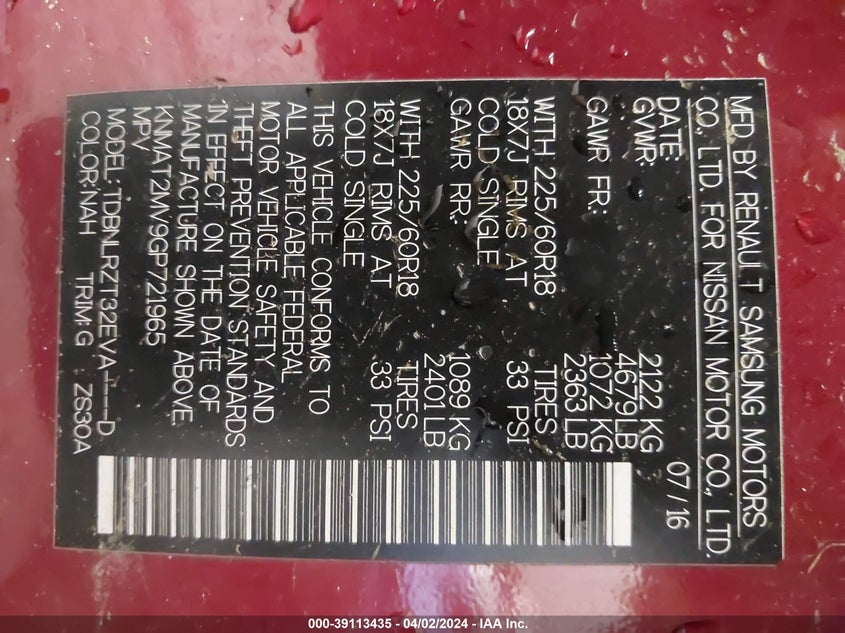 MFD BY RENAULT SAMSUNG MOTORS
CO., LTD. FOR NISSAN MOTOR CO., LTD.
DATE: 07/16
GVWR: 2122 KG
4679 LB
GAWR FR: 1072 KG
2363 LB
WITH 225/60R18 TIRES
18X7J RIMS AT 33 PSI
COLD SINGLE
GAWR RR: 1089 KG
2401 LB
WITH 225/60R18 TIRES
18X7J RIMS AT 33 PSI
COLD SINGLE
THIS VEHICLE CONFORMS TO
ALL APPLICABLE FEDERAL
MOTOR VEHICLE SAFETY AND
THEFT PREVENTION STANDARDS
IN EFFECT ON THE DATE OF
MANUFACTURE SHOWN ABOVE.
KNMAT2MV9GP721965
MPV
MODEL: TDBNLRZT32EVA----D
COLOR:NAH TRIM:G ZS30A
000-39113435 - 04/02/2024 - IAA Inc.